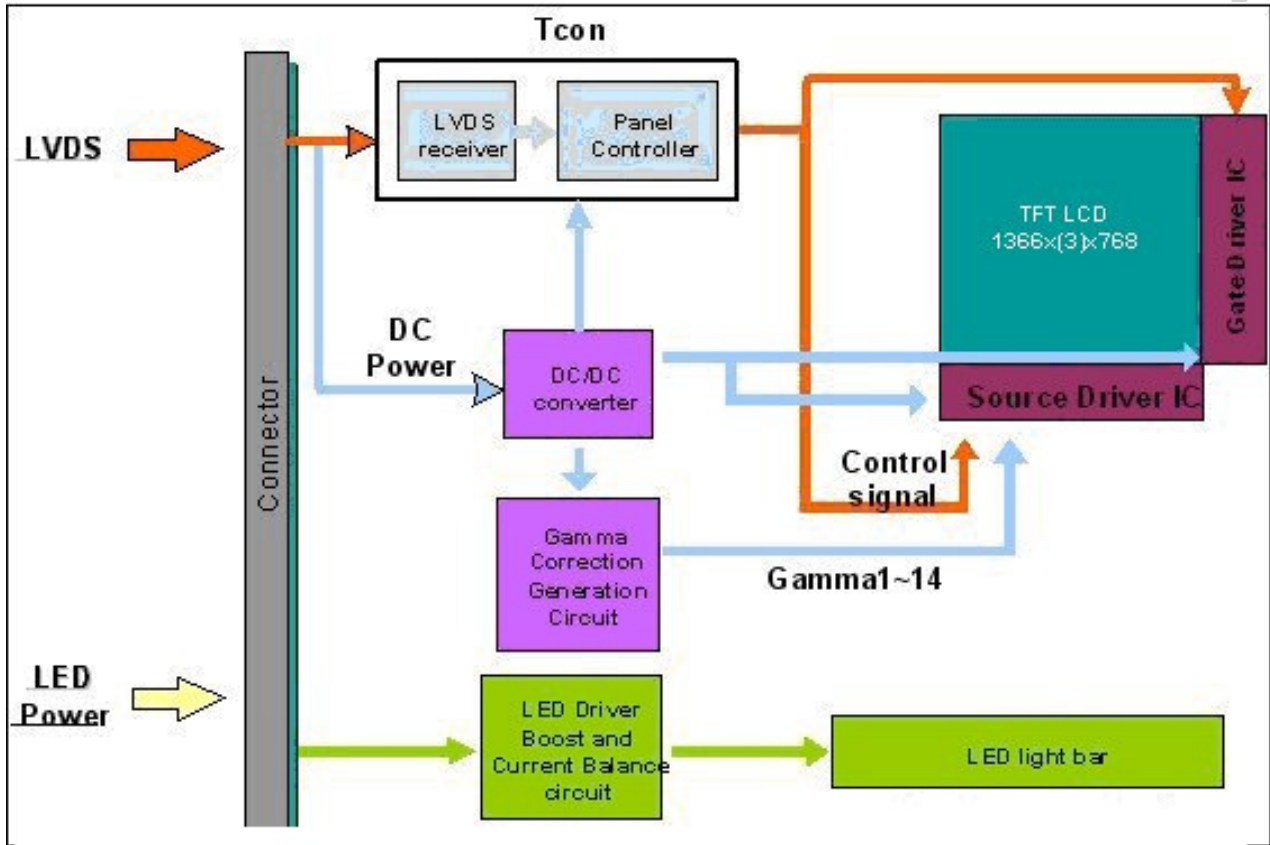 Tcon
LVDS
LVDS
receiver
Panel
Controller
TFT LCD
1366x(3)x768
Gate Driver IC
Source Driver IC
Connector
DC
Power
DC/DC
converter
Control
signal
Gamma
Correction
Generation
Circuit
Gamma1~14
LED
Power
LED Driver
Boost and
Current Balance
circuit
LED light bar